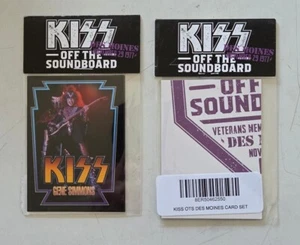 KISS
DES MOINES
OFF THE
SOUNDBOARD
KISS
GENE SIMMONS
KISS
DES MOINES
OFF THE
SOUNDBOARD
OFF
SOUND
VETERANS MEM
DES M
NOV
KISS OTS DES MOINES CARD SET